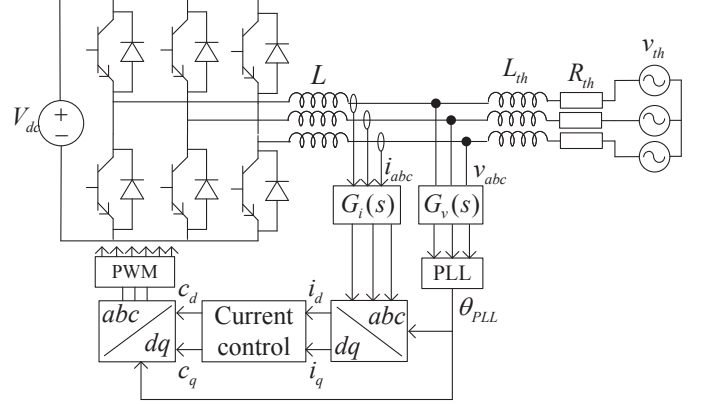 v_th
L
L_th
R_th
V_dc
+
−
i_abc
v_abc
G_i(s)
G_v(s)
PWM
PLL
c_d
i_d
θ_PLL
abc
dq
Current
control
abc
dq
c_q
i_q